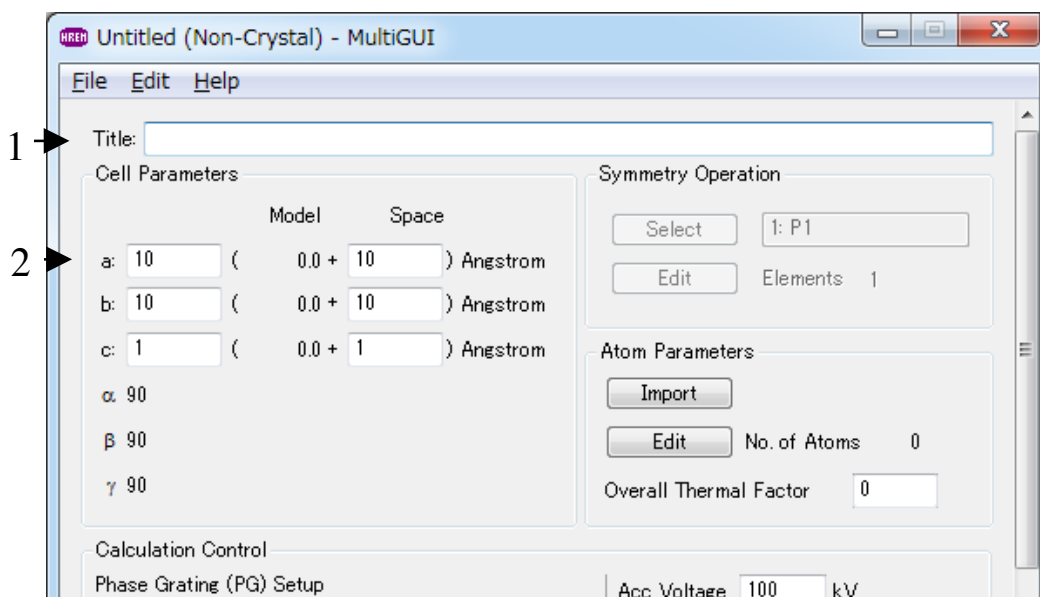 HREM Untitled (Non-Crystal) - MultiGUI
File Edit Help
1 Title:
Cell Parameters
Model Space
2 a: 10 ( 0.0 + 10 ) Angstrom
b: 10 ( 0.0 + 10 ) Angstrom
c: 1 ( 0.0 + 1 ) Angstrom
α 90
β 90
γ 90
Symmetry Operation
Select 1: P1
Edit Elements 1
Atom Parameters
Import
Edit No. of Atoms 0
Overall Thermal Factor 0
Calculation Control
Phase Grating (PG) Setup
Acc Voltage 100 kV